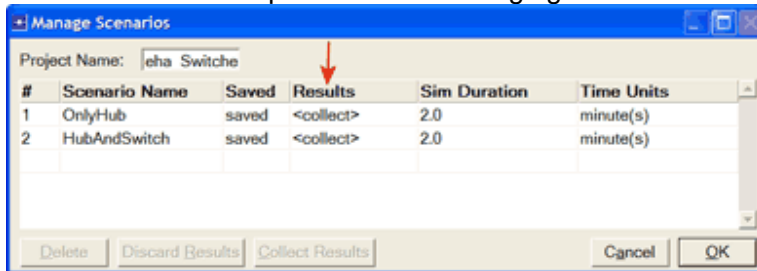 Manage Scenarios
Project Name: eha Switche
# Scenario Name Saved Results Sim Duration Time Units
1 OnlyHub saved <collect> 2.0 minute(s)
2 HubAndSwitch saved <collect> 2.0 minute(s)
Delete Discard Results Collect Results Cancel OK